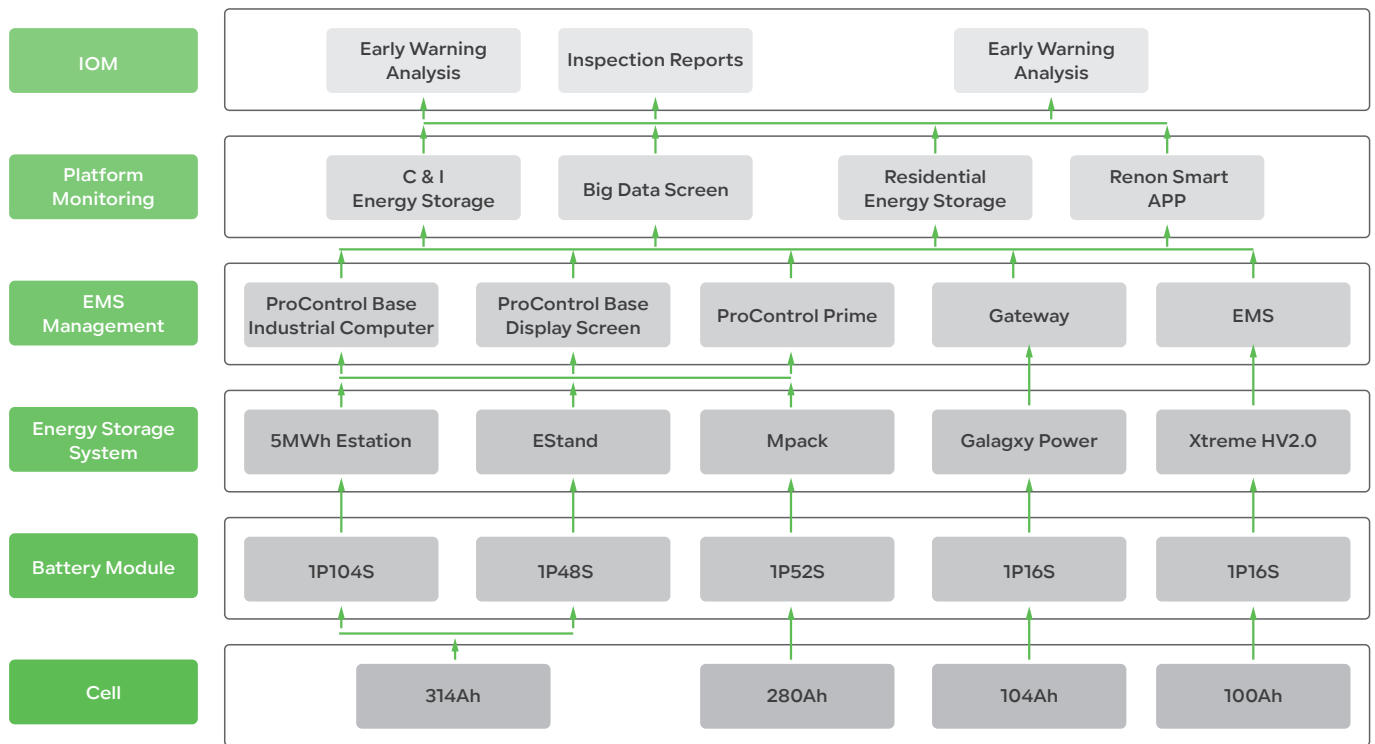 IOM
Early Warning
Analysis
Inspection Reports
Early Warning
Analysis
Platform
Monitoring
C & I
Energy Storage
Big Data Screen
Residential
Energy Storage
Renon Smart
APP
EMS
Management
ProControl Base
Industrial Computer
ProControl Base
Display Screen
ProControl Prime
Gateway
EMS
Energy Storage
System
5MWh Estation
EStand
Mpack
Galagxy Power
Xtreme HV2.0
Battery Module
1P104S
1P48S
1P52S
1P16S
1P16S
Cell
314Ah
280Ah
104Ah
100Ah